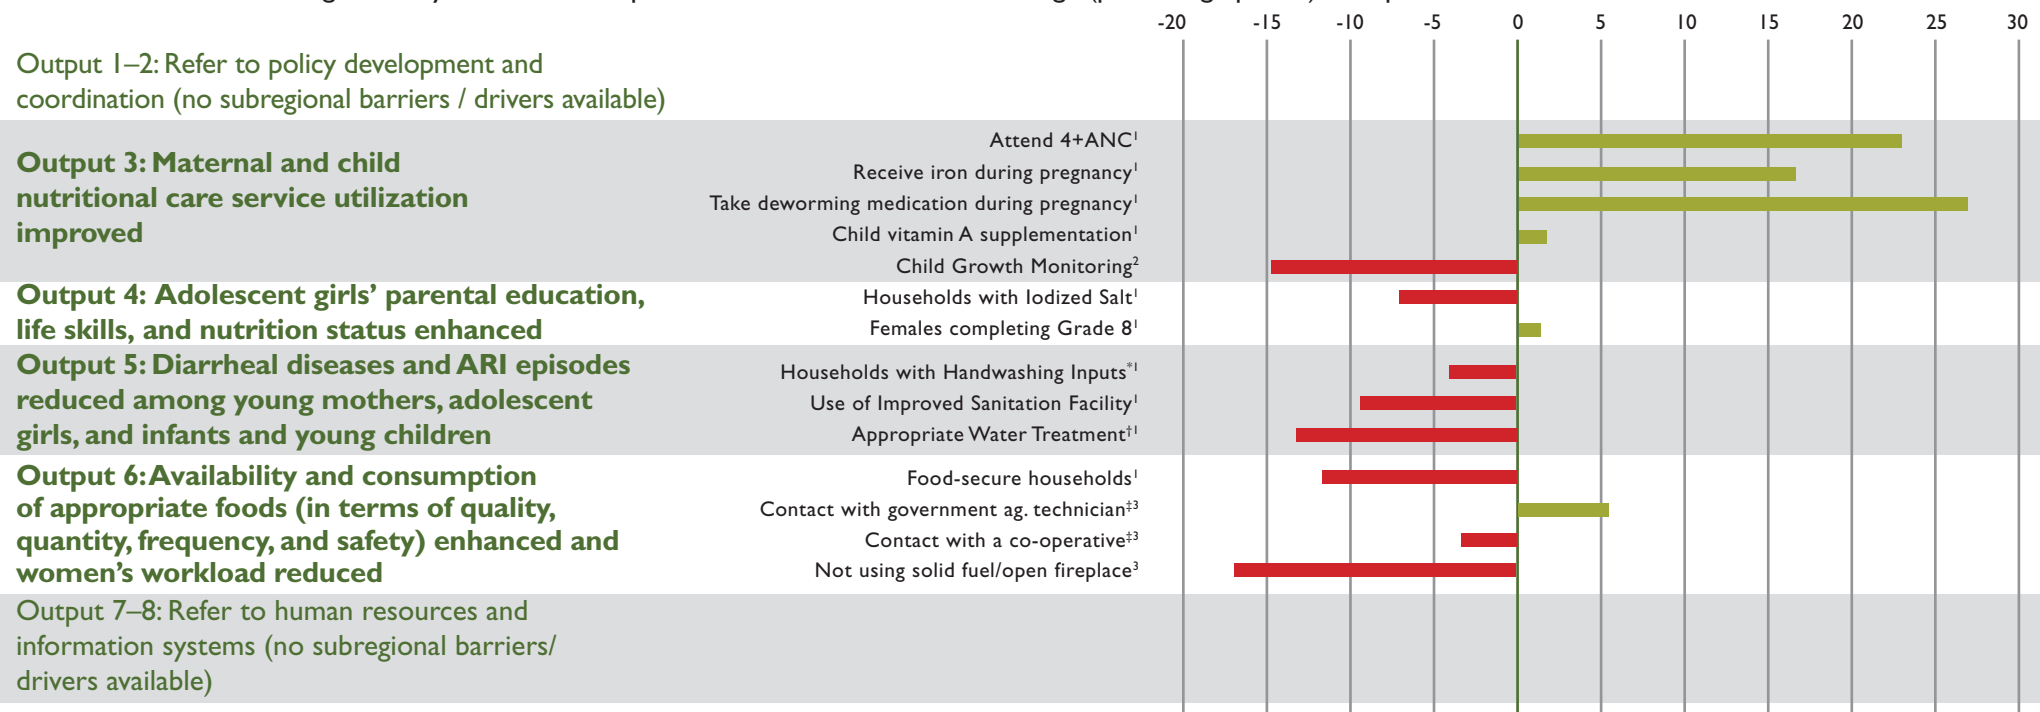 -20 -15 -10 -5 0 5 10 15 20 25 30
Output 1–2: Refer to policy development and
coordination (no subregional barriers / drivers available)
Output 3: Maternal and child
nutritional care service utilization
improved
Attend 4+ANC¹
Receive iron during pregnancy¹
Take deworming medication during pregnancy¹
Child vitamin A supplementation¹
Child Growth Monitoring²
Output 4: Adolescent girls’ parental education,
life skills, and nutrition status enhanced
Households with Iodized Salt¹
Females completing Grade 8¹
Output 5: Diarrheal diseases and ARI episodes
reduced among young mothers, adolescent
girls, and infants and young children
Households with Handwashing Inputs*¹
Use of Improved Sanitation Facility¹
Appropriate Water Treatment†¹
Output 6: Availability and consumption
of appropriate foods (in terms of quality,
quantity, frequency, and safety) enhanced and
women’s workload reduced
Food-secure households¹
Contact with government ag. technician‡³
Contact with a co-operative‡³
Not using solid fuel/open fireplace³
Output 7–8: Refer to human resources and
information systems (no subregional barriers/
drivers available)